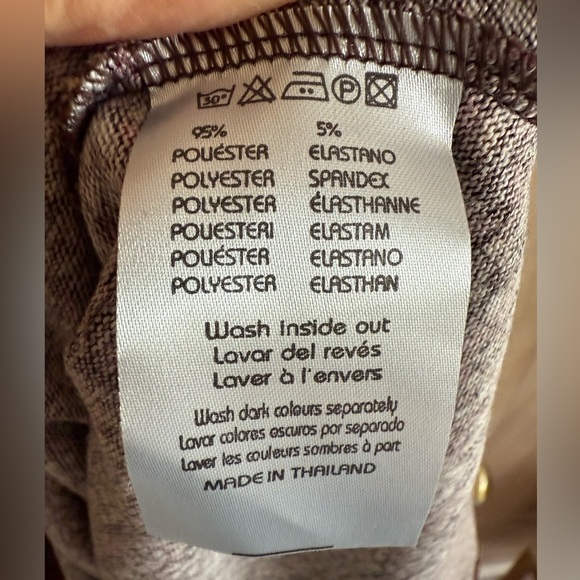 30°
P
95% 5%
POLIÉSTER ELASTANO
POLYESTER SPANDEX
POLYESTER ÉLASTHANNE
POLIESTERI ELASTAM
POLIÉSTER ELASTANO
POLYESTER ELASTHAN
Wash inside out
Lavar del revés
Laver à l'envers
Wash dark colours separately
Lavar colores oscuros por separado
Laver les couleurs sombres à part
MADE IN THAILAND